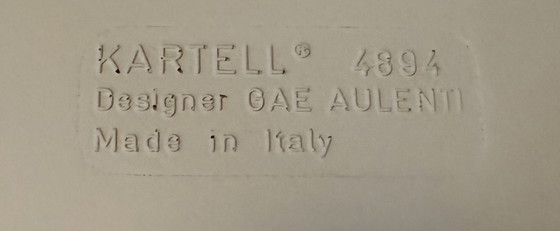 KARTELL® 4894
Designer GAE AULENTI
Made in Italy